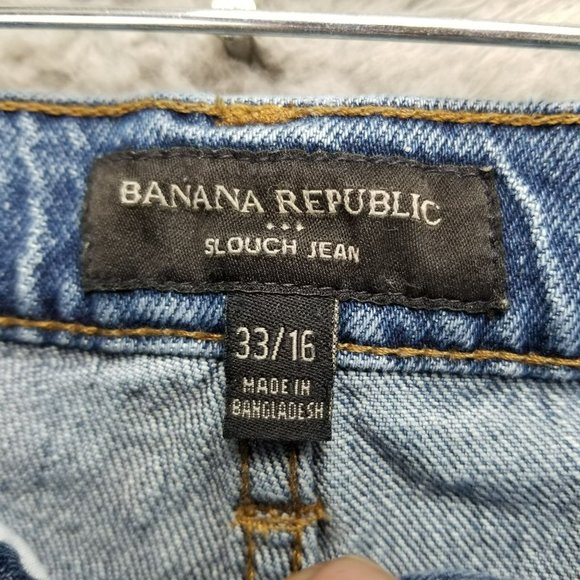 BANANA REPUBLIC
SLOUCH JEAN
33/16
MADE IN
BANGLADESH